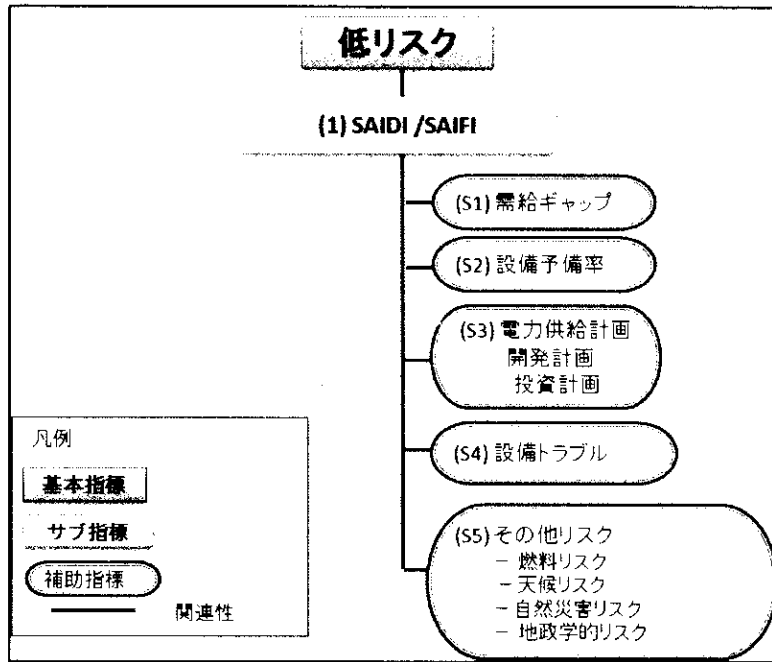 低リスク
(1) SAIDI /SAIFI
(S1) 需給ギャップ
(S2) 設備予備率
(S3) 電力供給計画
開発計画
投資計画
(S4) 設備トラブル
(S5) その他リスク
– 燃料リスク
– 天候リスク
– 自然災害リスク
– 地政学的リスク
凡例
基本指標
サブ指標
補助指標
関連性